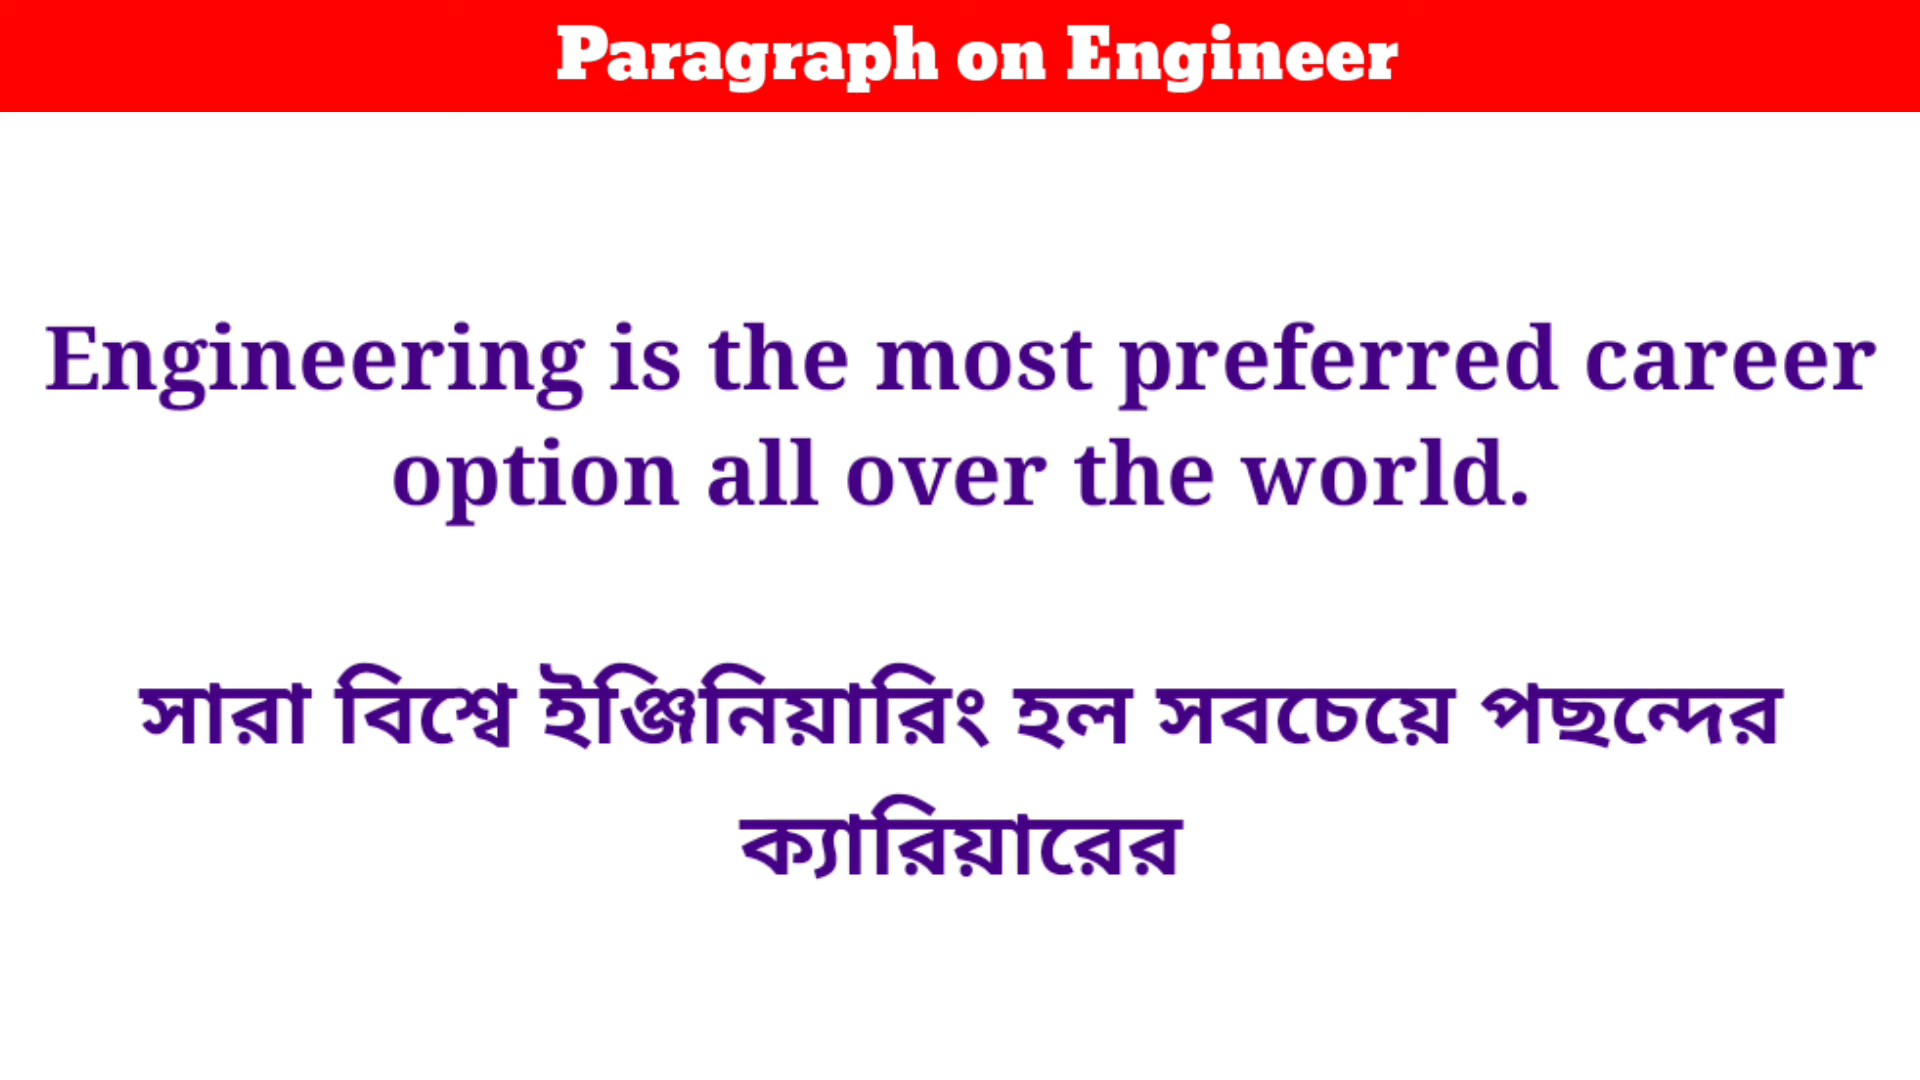 Paragraph on Engineer
Engineering is the most preferred career
option all over the world.
সারা বিশ্বে ইঞ্জিনিয়ারিং হল সবচেয়ে পছন্দের
ক্যারিয়ারের